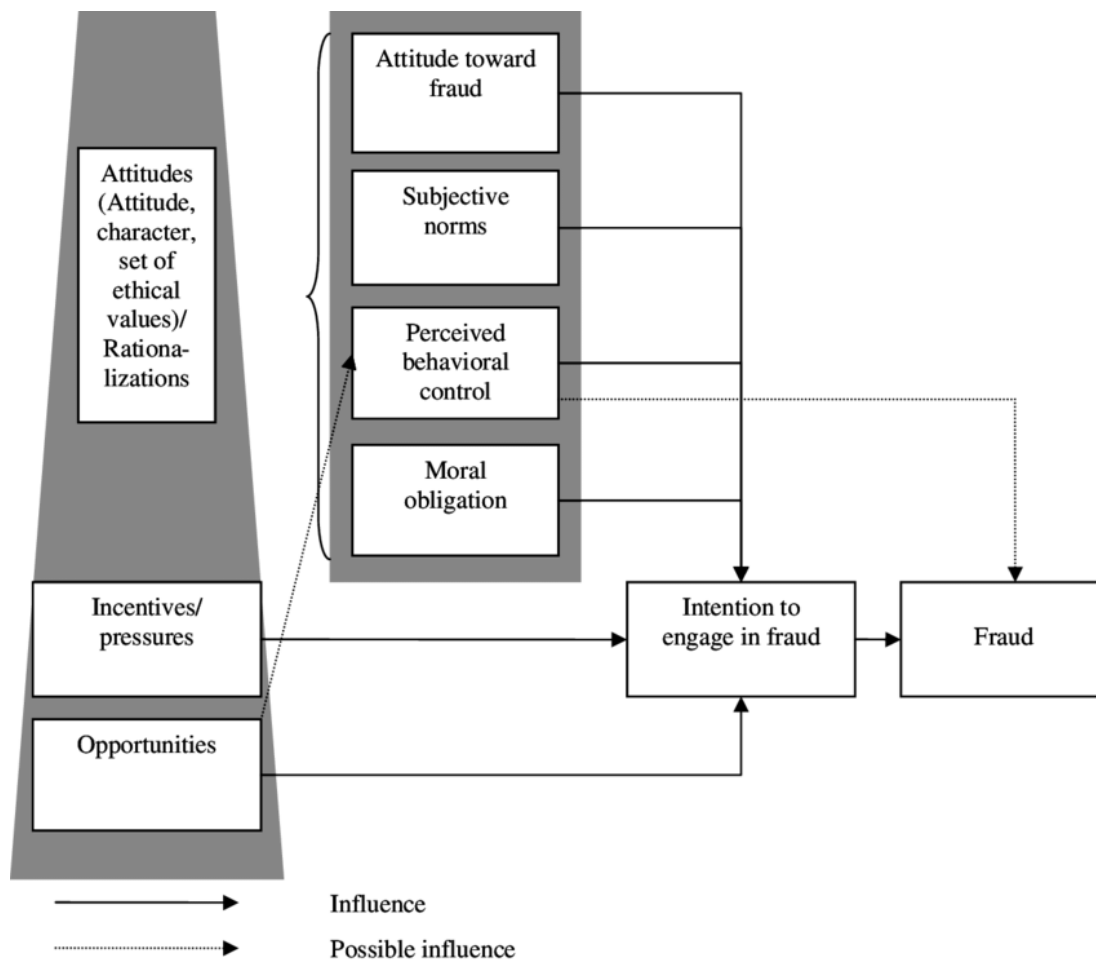 Attitudes
(Attitude,
character,
set of
ethical
values)/
Rationa-
lizations
Incentives/
pressures
Opportunities
Attitude toward
fraud
Subjective
norms
Perceived
behavioral
control
Moral
obligation
Intention to
engage in fraud
Fraud
Influence
Possible influence